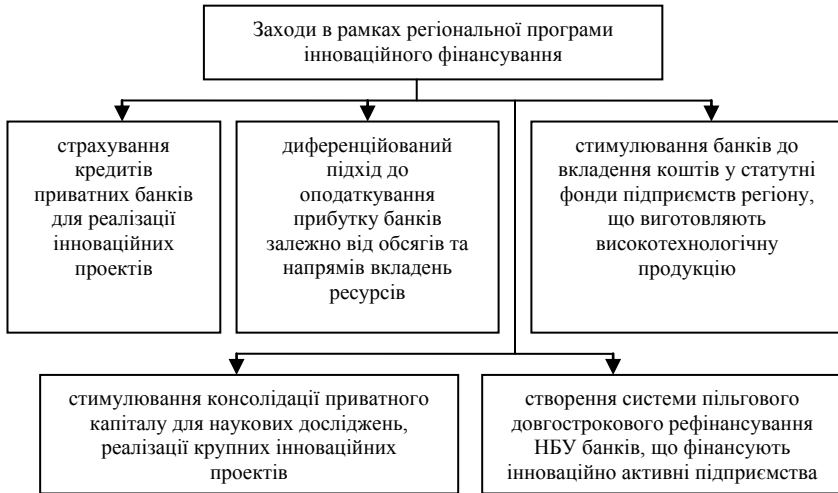 Заходи в рамках регіональної програми
інноваційного фінансування
страхування
кредитів
приватних банків
для реалізації
інноваційних
проектів
диференційований
підхід до
оподаткування
прибутку банків
залежно від обсягів та
напрямів вкладень
ресурсів
стимулювання банків до
вкладення коштів у статутні
фонди підприємств регіону,
що виготовляють
високотехнологічну
продукцію
стимулювання консолідації приватного
капіталу для наукових досліджень,
реалізації крупних інноваційних
проектів
створення системи пільгового
довгострокового рефінансування
НБУ банків, що фінансують
інноваційно активні підприємства